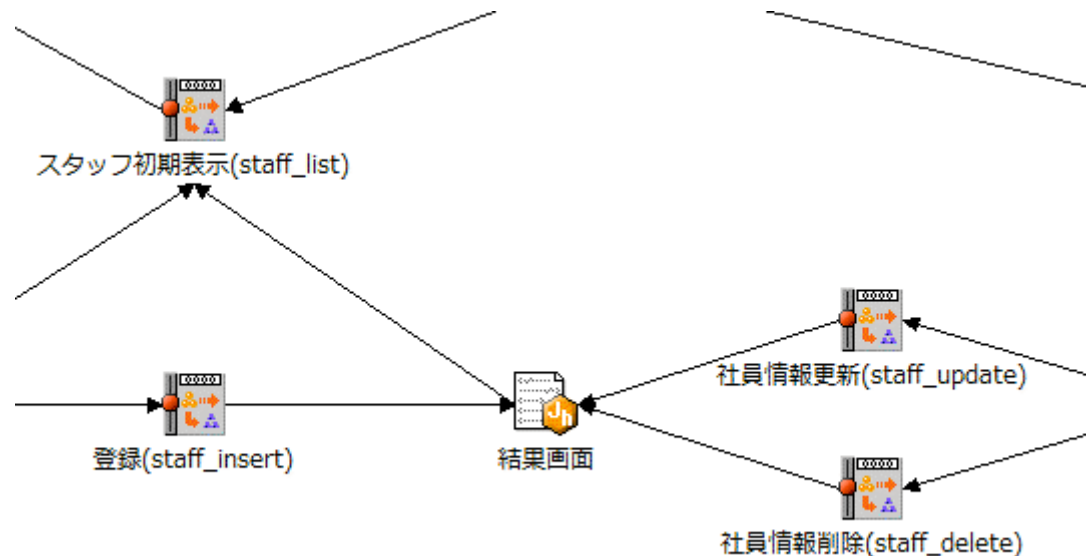 スタッフ初期表示(staff_list)
社員情報更新(staff_update)
登録(staff_insert)
Jh
結果画面
社員情報削除(staff_delete)